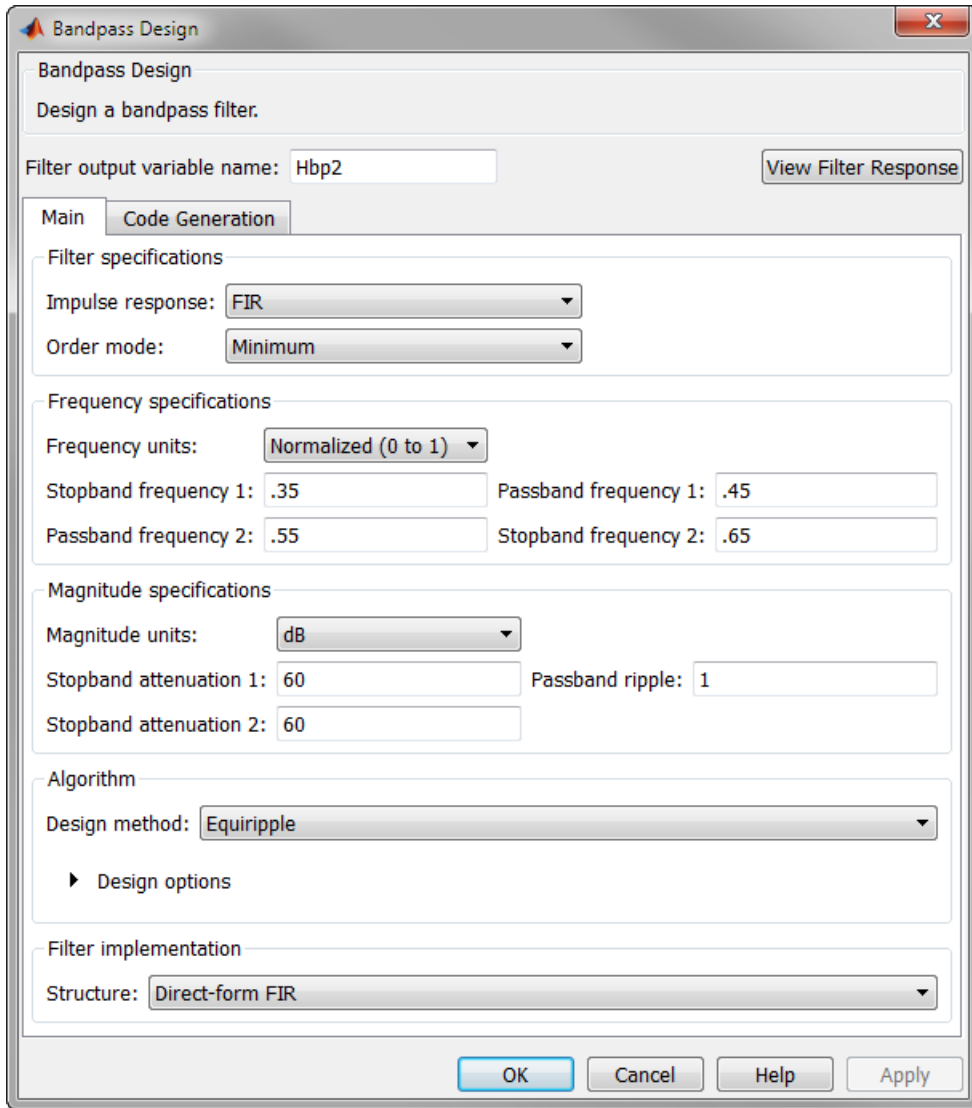 Bandpass Design
Bandpass Design
Design a bandpass filter.
Filter output variable name: Hbp2 View Filter Response
Main Code Generation
Filter specifications
Impulse response: FIR
Order mode: Minimum
Frequency specifications
Frequency units: Normalized (0 to 1)
Stopband frequency 1: .35 Passband frequency 1: .45
Passband frequency 2: .55 Stopband frequency 2: .65
Magnitude specifications
Magnitude units: dB
Stopband attenuation 1: 60 Passband ripple: 1
Stopband attenuation 2: 60
Algorithm
Design method: Equiripple
Design options
Filter implementation
Structure: Direct-form FIR
OK Cancel Help Apply